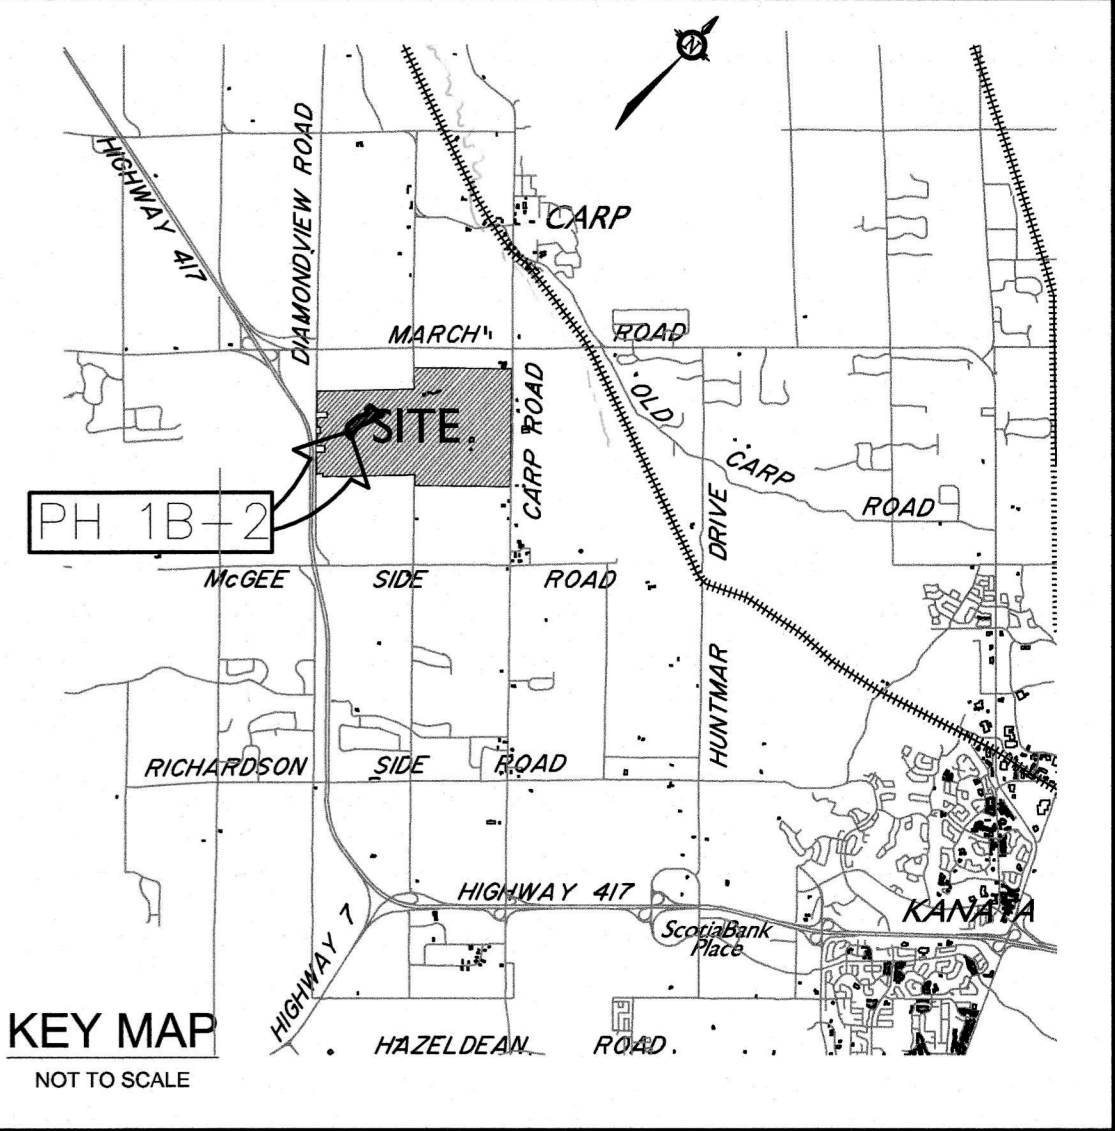 N
HIGHWAY 417
DIAMONDVIEW ROAD
CARP
MARCH ROAD
SITE
CARP ROAD
OLD CARP ROAD
PH 1B-2
McGEE SIDE ROAD
HUNTMAR DRIVE
RICHARDSON SIDE ROAD
HIGHWAY 417
HIGHWAY 7
ScotiaBank
Place
KANATA
HAZELDEAN ROAD
KEY MAP
NOT TO SCALE